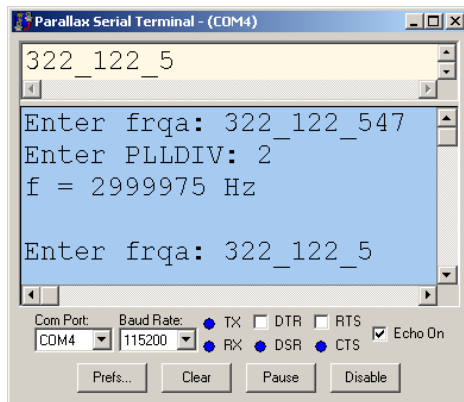 Parallax Serial Terminal - (COM4)
322_122_5
Enter frqa: 322_122_547
Enter PLLDIV: 2
f = 2999975 Hz
Enter frqa: 322_122_5
Com Port: Baud Rate: TX DTR RTS
COM4 115200 RX DSR CTS Echo On
Prefs... Clear Pause Disable